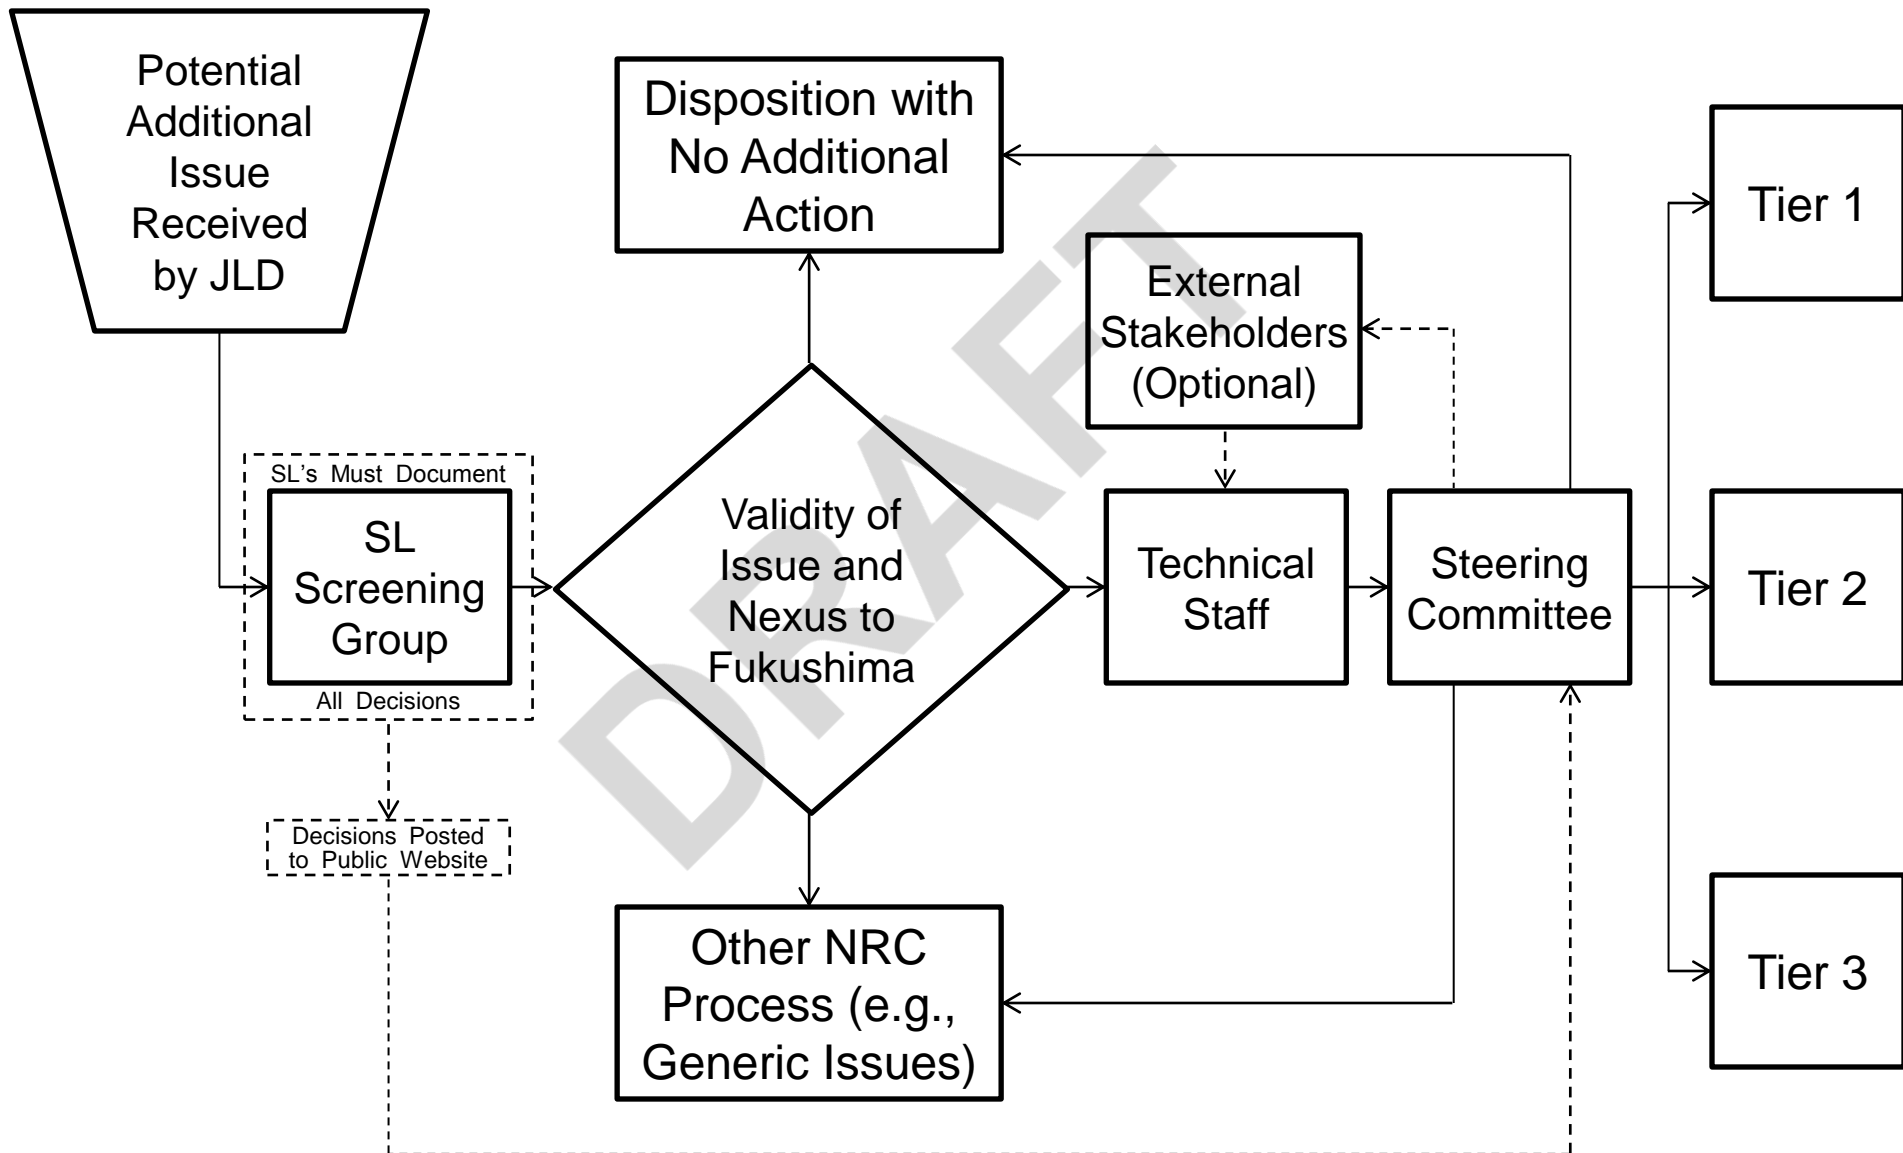 Potential
Additional
Issue
Received
by JLD
Disposition with
No Additional
Action
Tier 1
External
Stakeholders
(Optional)
SL's Must Document
SL
Screening
Group
All Decisions
Validity of
Issue and
Nexus to
Fukushima
Technical
Staff
Steering
Committee
Tier 2
Decisions Posted
to Public Website
Other NRC
Process (e.g.,
Generic Issues)
Tier 3
DRAFT